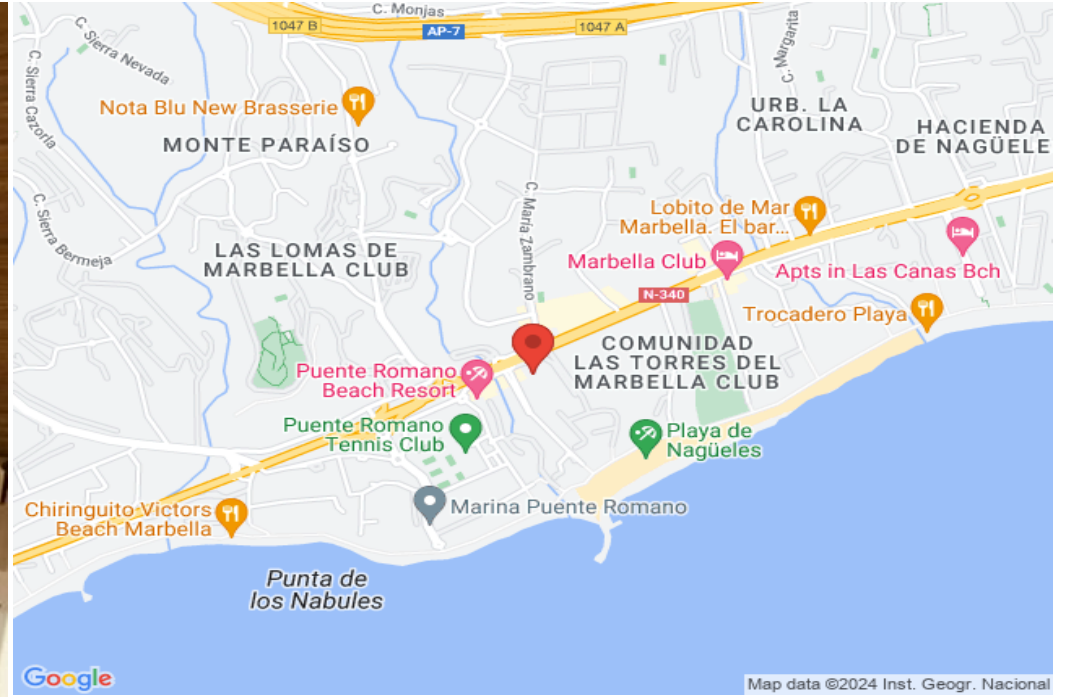 C. Monjas
1047 B
AP-7
1047 A
C. Sierra Nevada
C. Sierra Cazorla
C. Margarita
Nota Blu New Brasserie
MONTE PARAÍSO
URB. LA
CAROLINA
HACIENDA
DE NAGÜELE
C. Sierra Bermeja
C. María Zambrano
LAS LOMAS DE
MARBELLA CLUB
Lobito de Mar
Marbella. El bar...
Marbella Club
Apts in Las Canas Bch
N-340
Trocadero Playa
COMUNIDAD
LAS TORRES DEL
MARBELLA CLUB
Puente Romano
Beach Resort
Puente Romano
Tennis Club
Playa de
Nagüeles
Marina Puente Romano
Chiringuito Victors
Beach Marbella
Punta de
los Nabules
Google
Map data ©2024 Inst. Geogr. Nacional